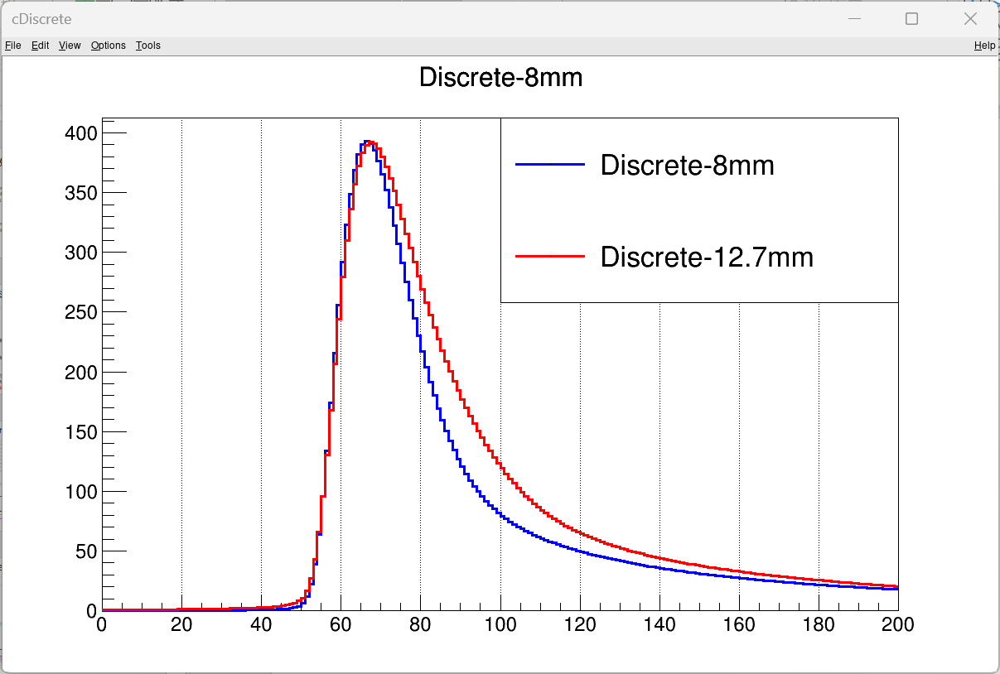 cDiscrete
File Edit View Options Tools Help
Discrete-8mm
400
350
300
250
200
150
100
50
0
Discrete-8mm
Discrete-12.7mm
0 20 40 60 80 100 120 140 160 180 200